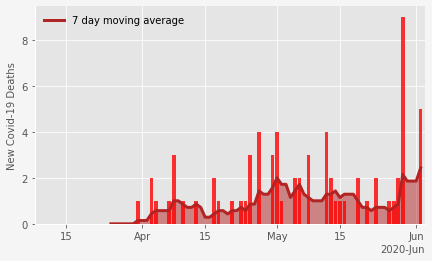 7 day moving average
New Covid-19 Deaths
8
6
4
2
0
15
Apr
15
May
15
Jun
2020-Jun